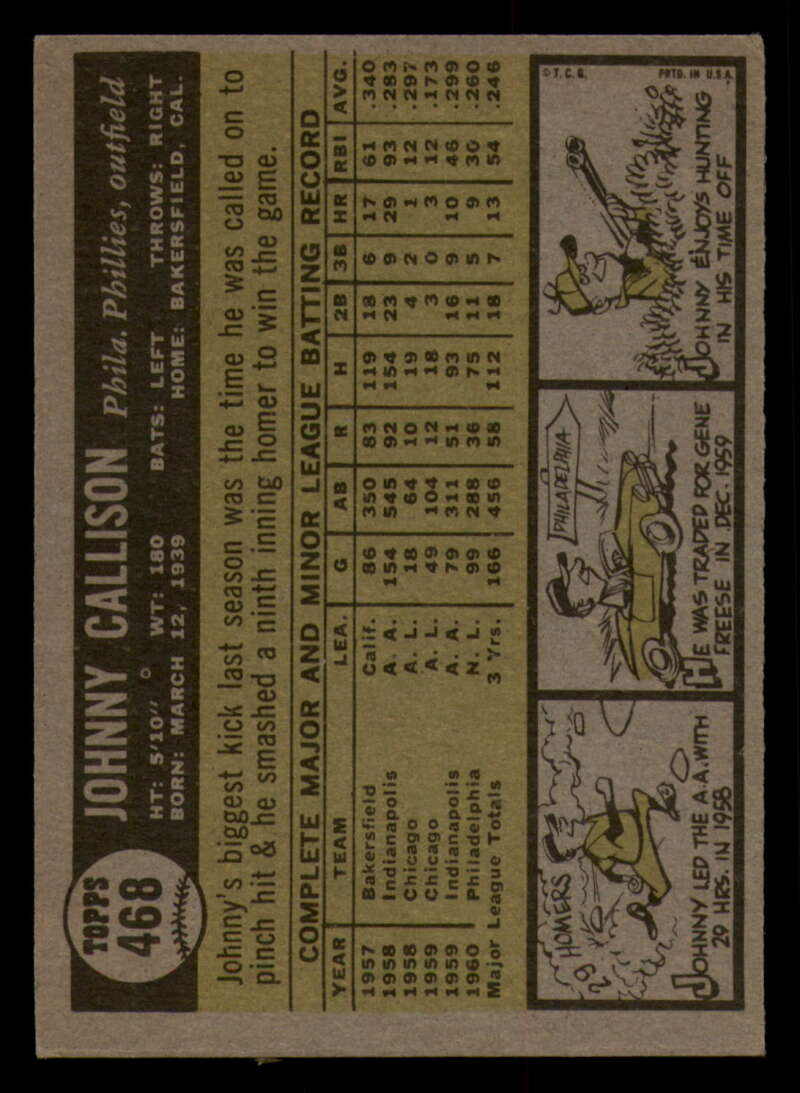 TOPPS
468
JOHNNY CALLISON Phila. Phillies, outfield
HT: 5'10" WT: 180 BATS: LEFT THROWS: RIGHT
BORN: MARCH 12, 1939 HOME: BAKERSFIELD, CAL.
Johnny's biggest kick last season was the time he was called on to
pinch hit & he smashed a ninth inning homer to win the game.
COMPLETE MAJOR AND MINOR LEAGUE BATTING RECORD
YEAR TEAM LEA. G AB R H 2B 3B HR RBI AVG.
1957 Bakersfield Calif. 86 350 83 119 18 6 17 61 .340
1958 Indianapolis A. A. 154 545 92 154 23 9 29 93 .283
1958 Chicago A. L. 18 64 10 19 4 2 1 12 .297
1959 Chicago A. L. 49 104 12 18 3 0 3 12 .173
1959 Indianapolis A. A. 79 311 51 93 16 9 10 46 .299
1960 Philadelphia N. L. 99 288 36 75 11 5 9 30 .260
Major League Totals 3 Yrs. 166 456 58 112 18 7 13 54 .246
29 HOMERS
JOHNNY LED THE A.A. WITH
29 HRS. IN 1958
PHILADELPHIA
HE WAS TRADED FOR GENE
FREESE IN DEC. 1959
© T. C. G. PRTD. IN U.S.A.
JOHNNY ENJOYS HUNTING
IN HIS TIME OFF